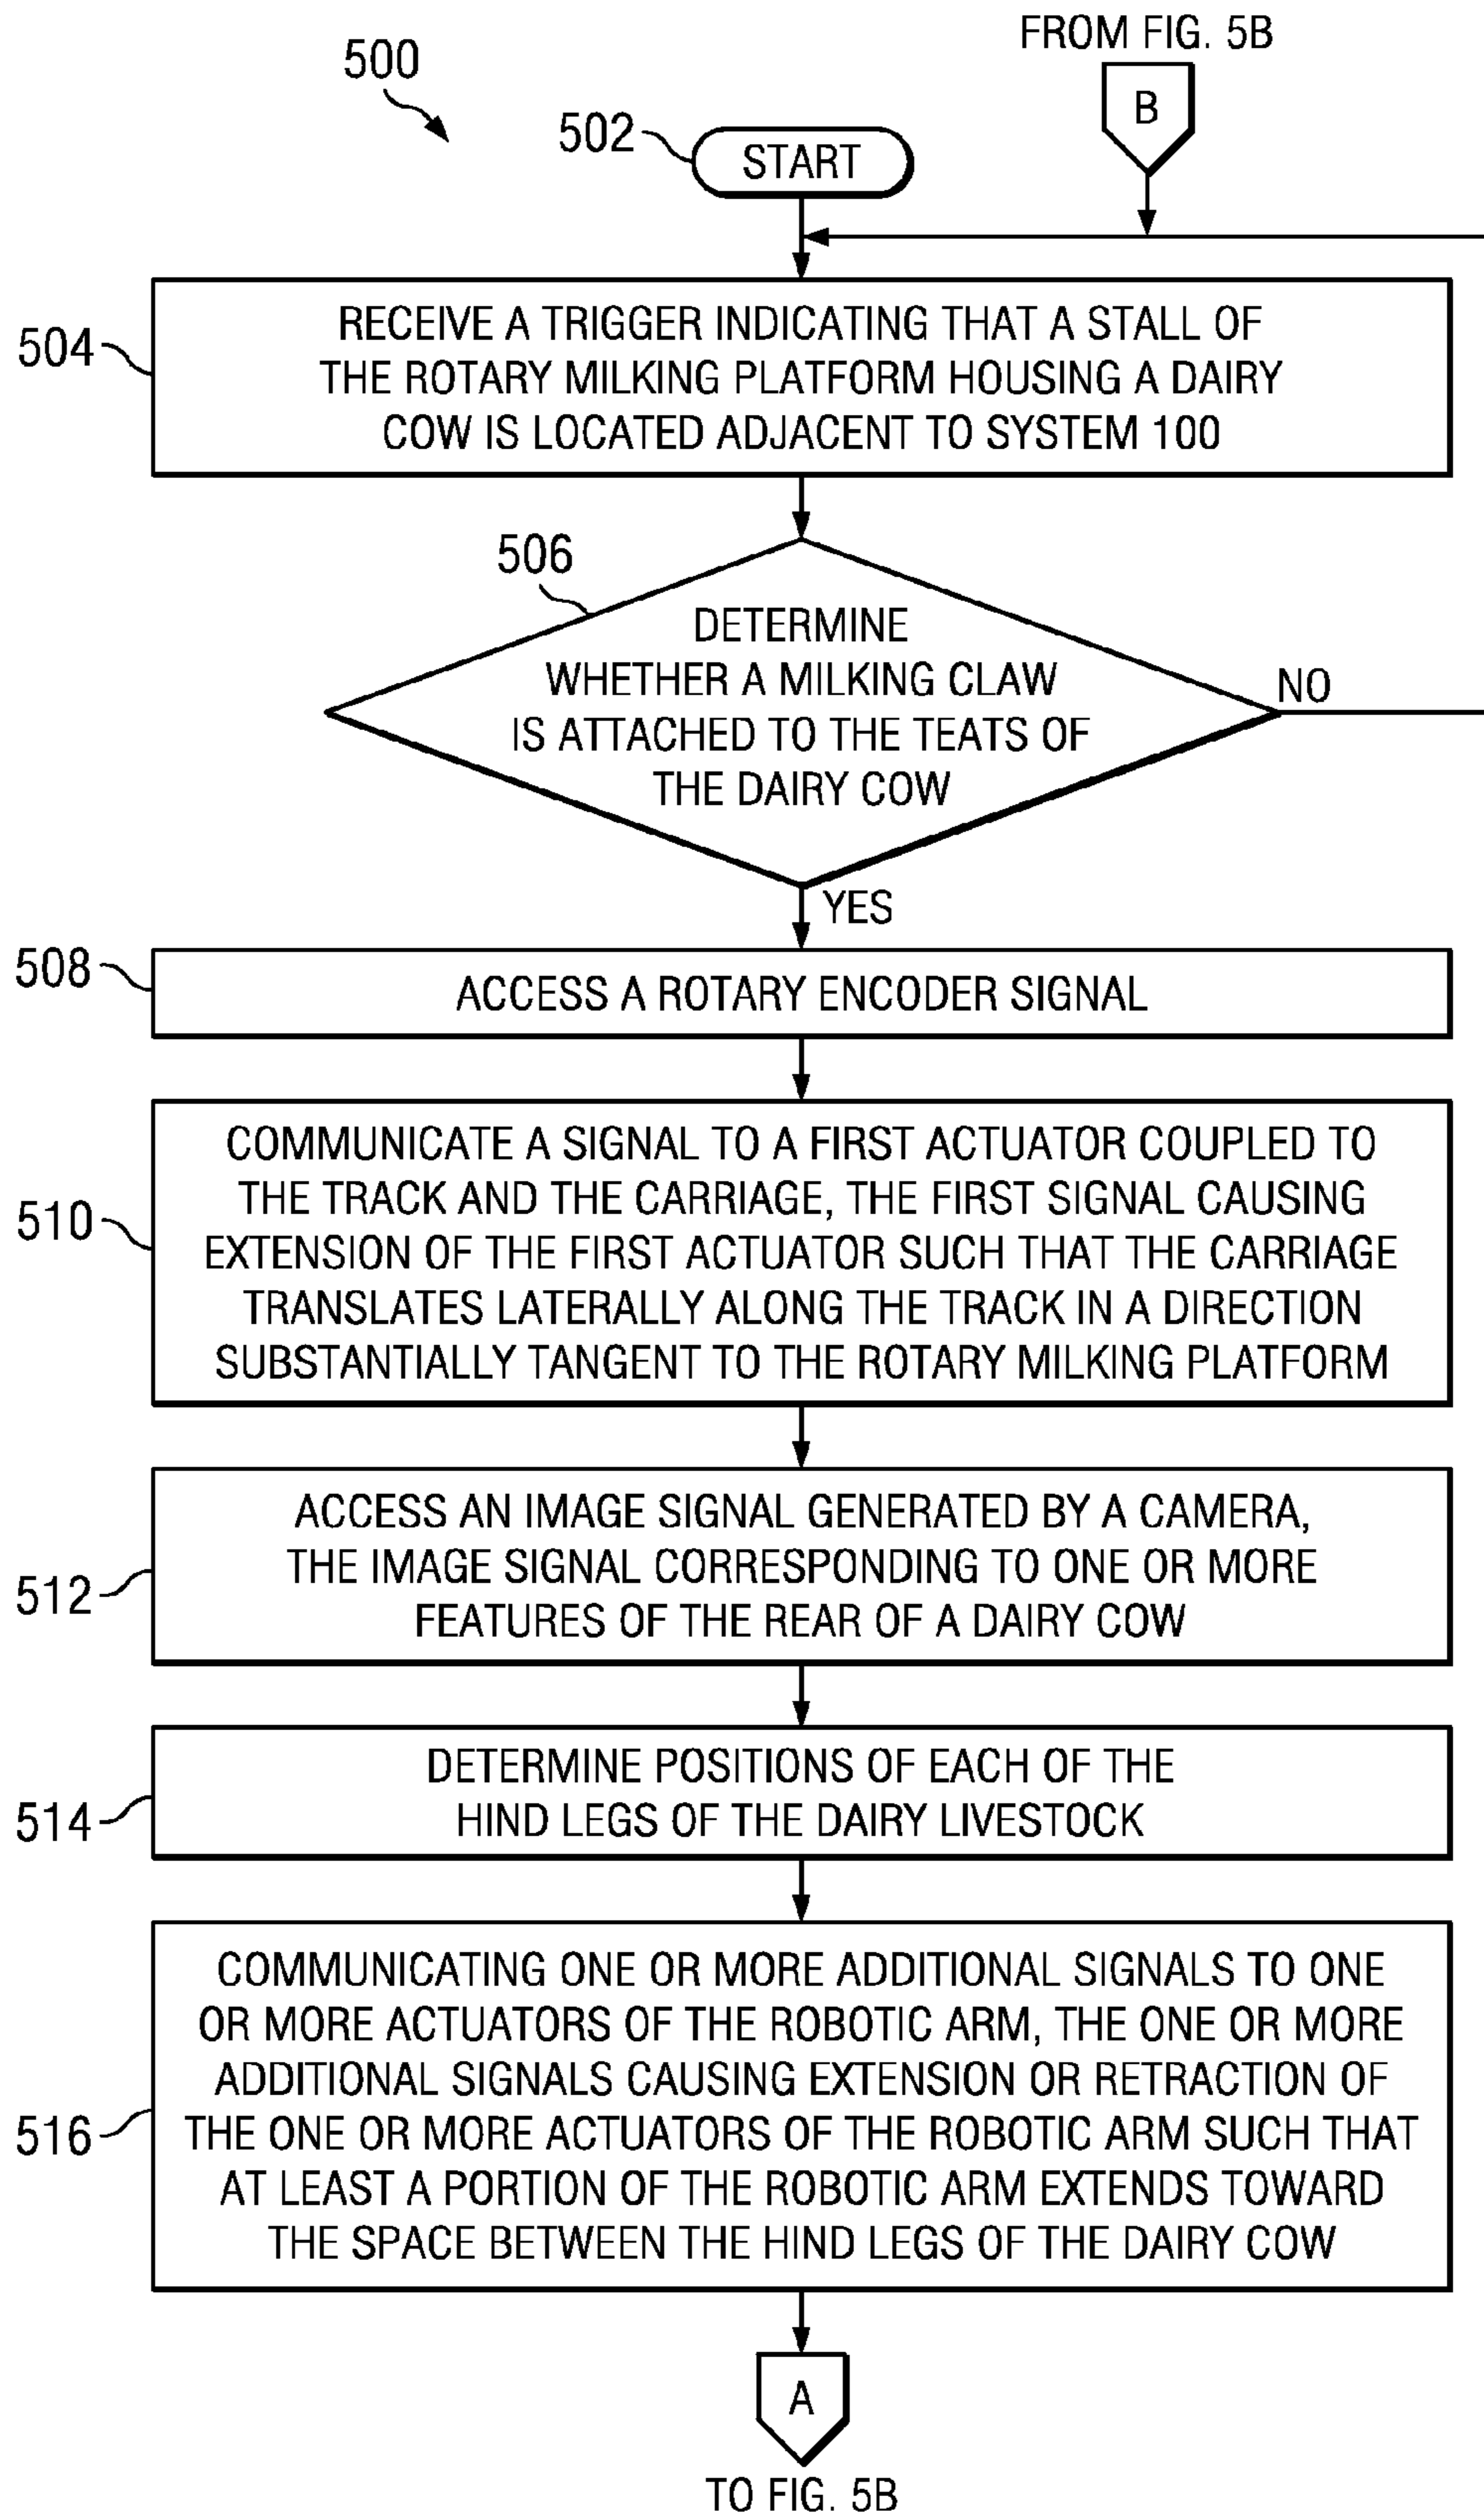 FROM FIG. 5B
500
B
502
START
504
RECEIVE A TRIGGER INDICATING THAT A STALL OF
THE ROTARY MILKING PLATFORM HOUSING A DAIRY
COW IS LOCATED ADJACENT TO SYSTEM 100
506
DETERMINE
WHETHER A MILKING CLAW
IS ATTACHED TO THE TEATS OF
THE DAIRY COW
NO
YES
508
ACCESS A ROTARY ENCODER SIGNAL
510
COMMUNICATE A SIGNAL TO A FIRST ACTUATOR COUPLED TO
THE TRACK AND THE CARRIAGE, THE FIRST SIGNAL CAUSING
EXTENSION OF THE FIRST ACTUATOR SUCH THAT THE CARRIAGE
TRANSLATES LATERALLY ALONG THE TRACK IN A DIRECTION
SUBSTANTIALLY TANGENT TO THE ROTARY MILKING PLATFORM
512
ACCESS AN IMAGE SIGNAL GENERATED BY A CAMERA,
THE IMAGE SIGNAL CORRESPONDING TO ONE OR MORE
FEATURES OF THE REAR OF A DAIRY COW
514
DETERMINE POSITIONS OF EACH OF THE
HIND LEGS OF THE DAIRY LIVESTOCK
516
COMMUNICATING ONE OR MORE ADDITIONAL SIGNALS TO ONE
OR MORE ACTUATORS OF THE ROBOTIC ARM, THE ONE OR MORE
ADDITIONAL SIGNALS CAUSING EXTENSION OR RETRACTION OF
THE ONE OR MORE ACTUATORS OF THE ROBOTIC ARM SUCH THAT
AT LEAST A PORTION OF THE ROBOTIC ARM EXTENDS TOWARD
THE SPACE BETWEEN THE HIND LEGS OF THE DAIRY COW
A
TO FIG. 5B